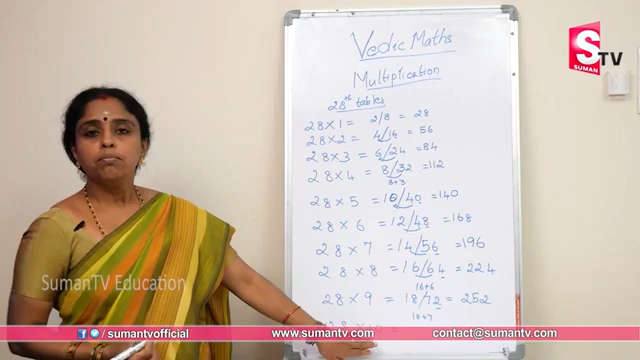 Vedic Maths
Multiplication
28th tables
28×1 = 2/8 = 28
28×2 = 4/16 = 56
28×3 = 6/24 = 84
28×4 = 8/32 = 112
8+3
28×5 = 10/40 = 140
28×6 = 12/48 = 168
28×7 = 14/56 = 196
28×8 = 16/64 = 224
16+6
28×9 = 18/72 = 252
18+7
28×10
S TV
SUMAN
SumanTV Education
/sumantvofficial
www.sumantv.com
contact@sumantv.com